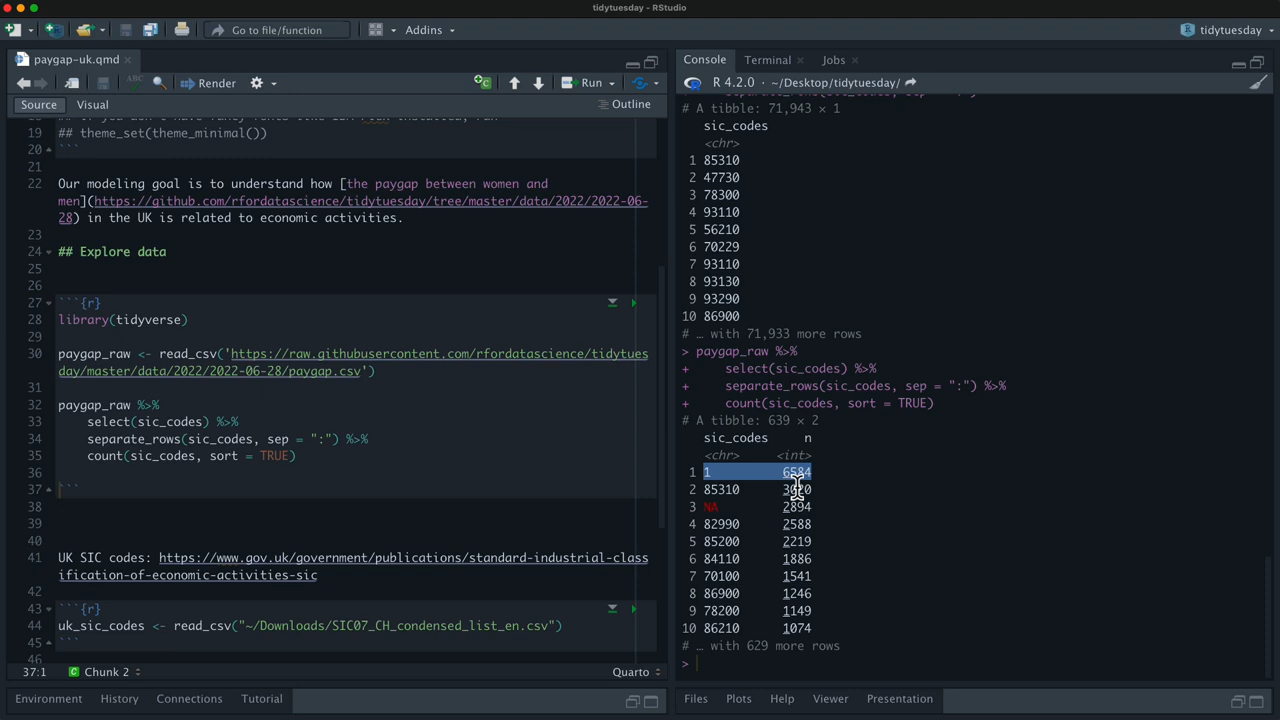 tidytuesday - RStudio
Go to file/function
Addins
tidytuesday
paygap-uk.qmd
ABC
Render
Run
Source
Visual
Outline
19 ## theme_set(theme_minimal())
20 ```
21
22 Our modeling goal is to understand how [the paygap between women and
men](https://github.com/rfordatascience/tidytuesday/tree/master/data/2022/2022-06-
28) in the UK is related to economic activities.
23
24 ## Explore data
25
26
27 ```{r}
28 library(tidyverse)
29
30 paygap_raw <- read_csv('https://raw.githubusercontent.com/rfordatascience/tidytues
day/master/data/2022/2022-06-28/paygap.csv')
31
32 paygap_raw %>%
33 select(sic_codes) %>%
34 separate_rows(sic_codes, sep = ":") %>%
35 count(sic_codes, sort = TRUE)
36
37 ```
38
39
40
41 UK SIC codes: https://www.gov.uk/government/publications/standard-industrial-class
ification-of-economic-activities-sic
42
43 ```{r}
44 uk_sic_codes <- read_csv("~/Downloads/SIC07_CH_condensed_list_en.csv")
45 ```
46
37:1
Chunk 2
Quarto
Environment
History
Connections
Tutorial
Console
Terminal
Jobs
R 4.2.0 · ~/Desktop/tidytuesday/
# A tibble: 71,943 × 1
sic_codes
<chr>
1 85310
2 47730
3 78300
4 93110
5 56210
6 70229
7 93110
8 93130
9 93290
10 86900
# … with 71,933 more rows
> paygap_raw %>%
+ select(sic_codes) %>%
+ separate_rows(sic_codes, sep = ":") %>%
+ count(sic_codes, sort = TRUE)
# A tibble: 639 × 2
sic_codes n
<chr> <int>
1 1 6584
2 85310 3020
3 NA 2894
4 82990 2588
5 85200 2219
6 84110 1886
7 70100 1541
8 86900 1246
9 78200 1149
10 86210 1074
# … with 629 more rows
>
Files
Plots
Help
Viewer
Presentation